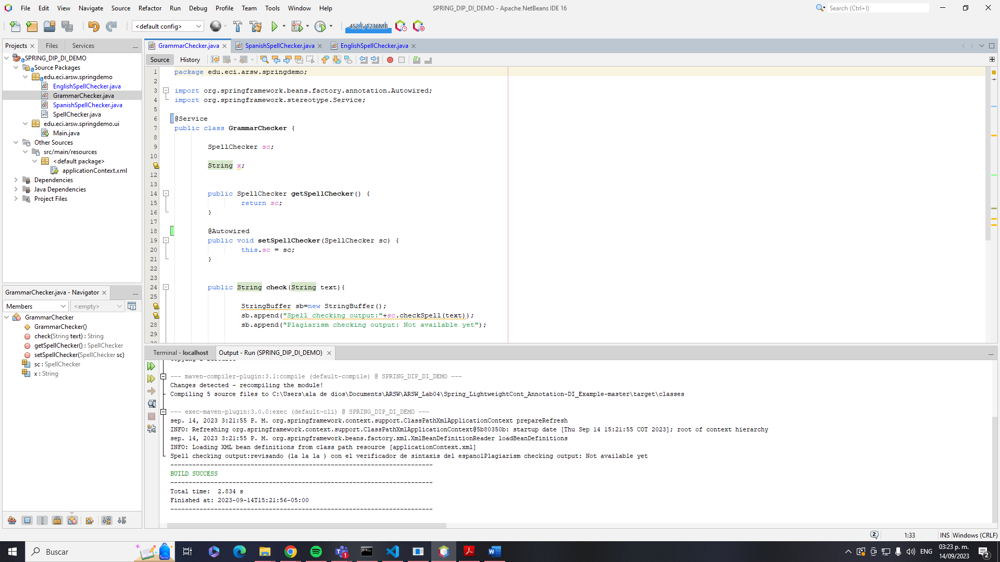 File Edit View Navigate Source Refactor Run Debug Profile Team Tools Window Help
SPRING_DIP_DI_DEMO - Apache NetBeans IDE 16
Search (Ctrl+I)
<default config>
452.6/1236MB
Projects
Files
Services
SPRING_DIP_DI_DEMO
Source Packages
edu.eci.arsw.springdemo
EnglishSpellChecker.java
GrammarChecker.java
SpanishSpellChecker.java
SpellChecker.java
edu.eci.arsw.springdemo.ui
Main.java
Other Sources
src/main/resources
<default package>
applicationContext.xml
Dependencies
Java Dependencies
Project Files
GrammarChecker.java - Navigator
Members
<empty>
GrammarChecker
GrammarChecker()
check(String text) : String
getSpellChecker() : SpellChecker
setSpellChecker(SpellChecker sc)
sc : SpellChecker
x : String
GrammarChecker.java
SpanishSpellChecker.java
EnglishSpellChecker.java
Source
History
1 package edu.eci.arsw.springdemo;
2
3 import org.springframework.beans.factory.annotation.Autowired;
4 import org.springframework.stereotype.Service;
5
6 @Service
7 public class GrammarChecker {
8
9 SpellChecker sc;
10
String x;
12
13
14 public SpellChecker getSpellChecker() {
15 return sc;
16 }
17
18 @Autowired
19 public void setSpellChecker(SpellChecker sc) {
20 this.sc = sc;
21 }
22
23
24 public String check(String text){
25
StringBuffer sb=new StringBuffer();
sb.append("Spell checking output:"+sc.checkSpell(text));
28 sb.append("Plagiarism checking output: Not available yet");
29
Terminal - localhost
Output - Run (SPRING_DIP_DI_DEMO)
--- maven-compiler-plugin:3.1:compile (default-compile) @ SPRING_DIP_DI_DEMO ---
Changes detected - recompiling the module!
Compiling 5 source files to C:\Users\ala de dios\Documents\ARSW\ARSW_Lab04\Spring_LightweightCont_Annotation-DI_Example-master\target\classes
--- exec-maven-plugin:3.0.0:exec (default-cli) @ SPRING_DIP_DI_DEMO ---
sep. 14, 2023 3:21:55 P. M. org.springframework.context.support.ClassPathXmlApplicationContext prepareRefresh
INFO: Refreshing org.springframework.context.support.ClassPathXmlApplicationContext@5b80350b: startup date [Thu Sep 14 15:21:55 COT 2023]; root of context hierarchy
sep. 14, 2023 3:21:55 P. M. org.springframework.beans.factory.xml.XmlBeanDefinitionReader loadBeanDefinitions
INFO: Loading XML bean definitions from class path resource [applicationContext.xml]
Spell checking output:revisando (la la la ) con el verificador de sintaxis del espanolPlagiarism checking output: Not available yet
------------------------------------------------------------------------
BUILD SUCCESS
------------------------------------------------------------------------
Total time: 2.834 s
Finished at: 2023-09-14T15:21:56-05:00
------------------------------------------------------------------------
2
1:33
INS
Windows (CRLF)
Buscar
1
ENG
03:23 p. m.
14/09/2023
2